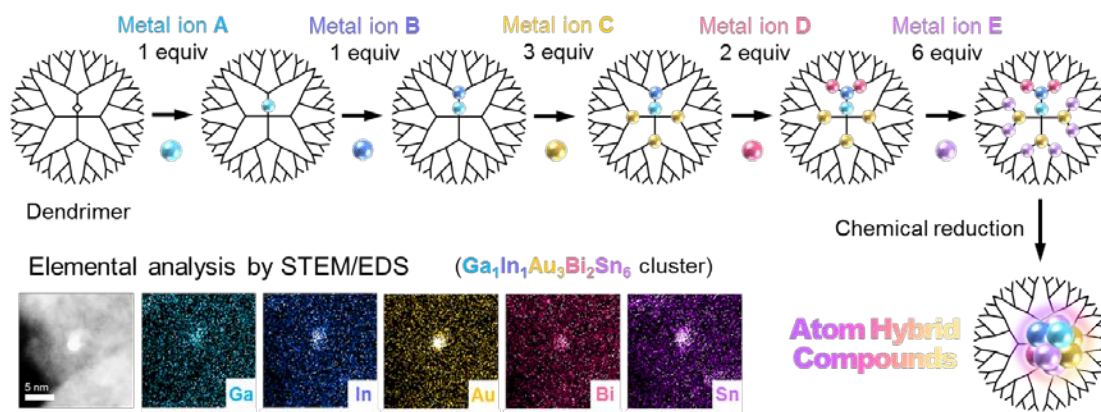 Metal ion A
1 equiv
Metal ion B
1 equiv
Metal ion C
3 equiv
Metal ion D
2 equiv
Metal ion E
6 equiv
Dendrimer
Chemical reduction
Elemental analysis by STEM/EDS (Ga₁In₁Au₃Bi₂Sn₆ cluster)
5 nm
Ga
In
Au
Bi
Sn
Atom Hybrid
Compounds